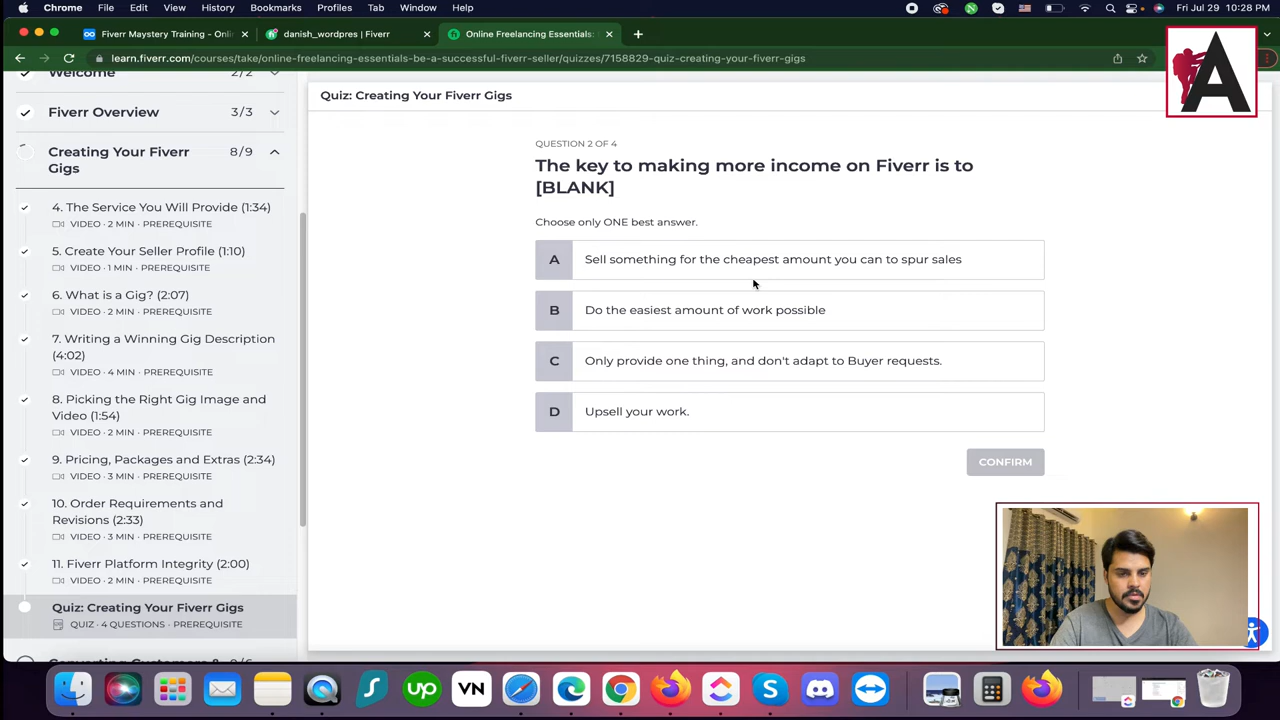 Chrome File Edit View History Bookmarks Profiles Tab Window Help
Fri Jul 29 10:28 PM
Fiverr Maystery Training - Onli
danish_wordpres | Fiverr
Online Freelancing Essentials:
learn.fiverr.com/courses/take/online-freelancing-essentials-be-a-successful-fiverr-seller/quizzes/7158829-quiz-creating-your-fiverr-gigs
A
Welcome 2/2
Fiverr Overview 3/3
Creating Your Fiverr
Gigs
8/9
4. The Service You Will Provide (1:34)
VIDEO · 2 MIN · PREREQUISITE
5. Create Your Seller Profile (1:10)
VIDEO · 1 MIN · PREREQUISITE
6. What is a Gig? (2:07)
VIDEO · 2 MIN · PREREQUISITE
7. Writing a Winning Gig Description
(4:02)
VIDEO · 4 MIN · PREREQUISITE
8. Picking the Right Gig Image and
Video (1:54)
VIDEO · 2 MIN · PREREQUISITE
9. Pricing, Packages and Extras (2:34)
VIDEO · 3 MIN · PREREQUISITE
10. Order Requirements and
Revisions (2:33)
VIDEO · 3 MIN · PREREQUISITE
11. Fiverr Platform Integrity (2:00)
VIDEO · 2 MIN · PREREQUISITE
Quiz: Creating Your Fiverr Gigs
QUIZ · 4 QUESTIONS · PREREQUISITE
Quiz: Creating Your Fiverr Gigs
QUESTION 2 OF 4
The key to making more income on Fiverr is to
[BLANK]
Choose only ONE best answer.
A Sell something for the cheapest amount you can to spur sales
B Do the easiest amount of work possible
C Only provide one thing, and don't adapt to Buyer requests.
D Upsell your work.
CONFIRM
up
VN